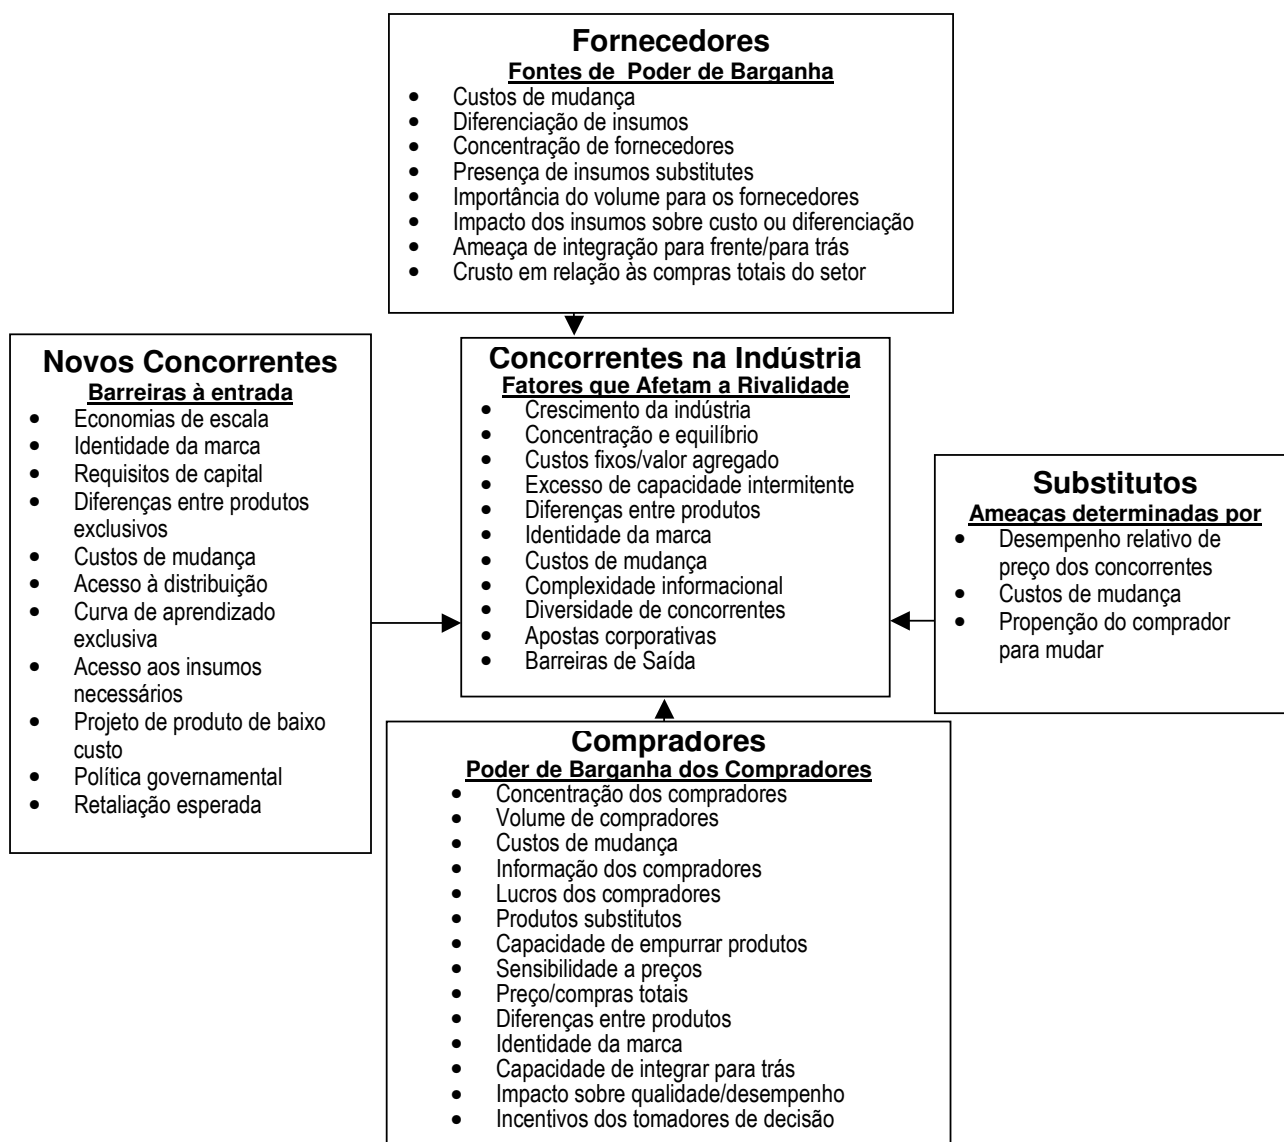 Fornecedores
Fontes de Poder de Barganha
• Custos de mudança
• Diferenciação de insumos
• Concentração de fornecedores
• Presença de insumos substitutes
• Importância do volume para os fornecedores
• Impacto dos insumos sobre custo ou diferenciação
• Ameaça de integração para frente/para trás
• Crusto em relação às compras totais do setor
Novos Concorrentes
Barreiras à entrada
• Economias de escala
• Identidade da marca
• Requisitos de capital
• Diferenças entre produtos
exclusivos
• Custos de mudança
• Acesso à distribuição
• Curva de aprendizado
exclusiva
• Acesso aos insumos
necessários
• Projeto de produto de baixo
custo
• Política governamental
• Retaliação esperada
Concorrentes na Indústria
Fatores que Afetam a Rivalidade
• Crescimento da indústria
• Concentração e equilíbrio
• Custos fixos/valor agregado
• Excesso de capacidade intermitente
• Diferenças entre produtos
• Identidade da marca
• Custos de mudança
• Complexidade informacional
• Diversidade de concorrentes
• Apostas corporativas
• Barreiras de Saída
Substitutos
Ameaças determinadas por
• Desempenho relativo de
preço dos concorrentes
• Custos de mudança
• Propenção do comprador
para mudar
Compradores
Poder de Barganha dos Compradores
• Concentração dos compradores
• Volume de compradores
• Custos de mudança
• Informação dos compradores
• Lucros dos compradores
• Produtos substitutos
• Capacidade de empurrar produtos
• Sensibilidade a preços
• Preço/compras totais
• Diferenças entre produtos
• Identidade da marca
• Capacidade de integrar para trás
• Impacto sobre qualidade/desempenho
• Incentivos dos tomadores de decisão